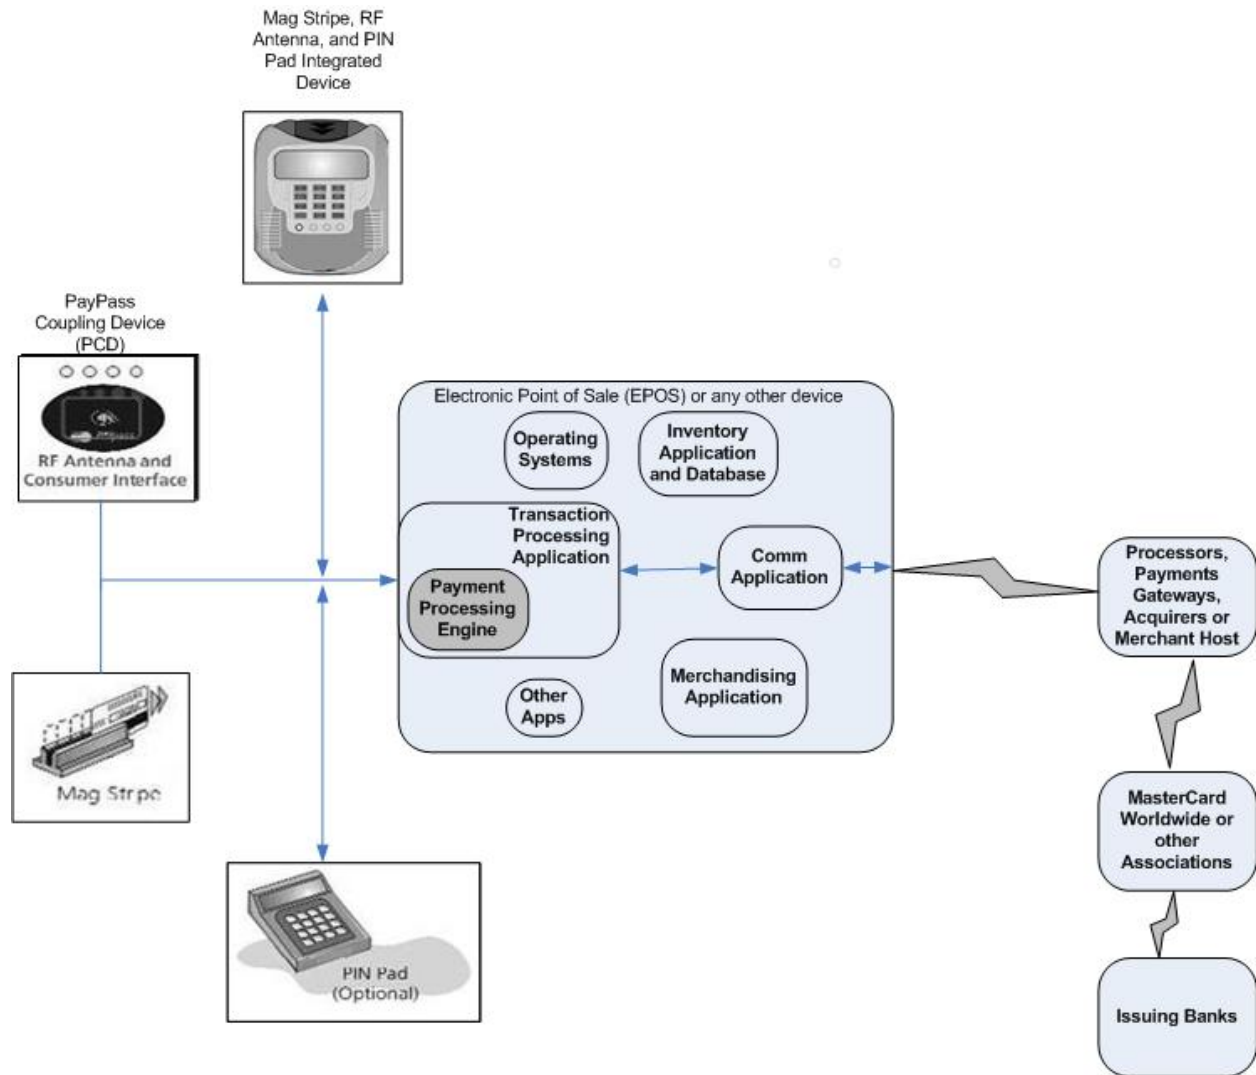 Mag Stripe, RF
Antenna, and PIN
Pad Integrated
Device
PayPass
Coupling Device
(PCD)
RF Antenna and
Consumer Interface
Mag Stripe
PIN Pad
(Optional)
Electronic Point of Sale (EPOS) or any other device
Operating
Systems
Inventory
Application
and Database
Transaction
Processing
Application
Payment
Processing
Engine
Comm
Application
Merchandising
Application
Other
Apps
Processors,
Payments
Gateways,
Acquirers or
Merchant Host
MasterCard
Worldwide or
other
Associations
Issuing Banks